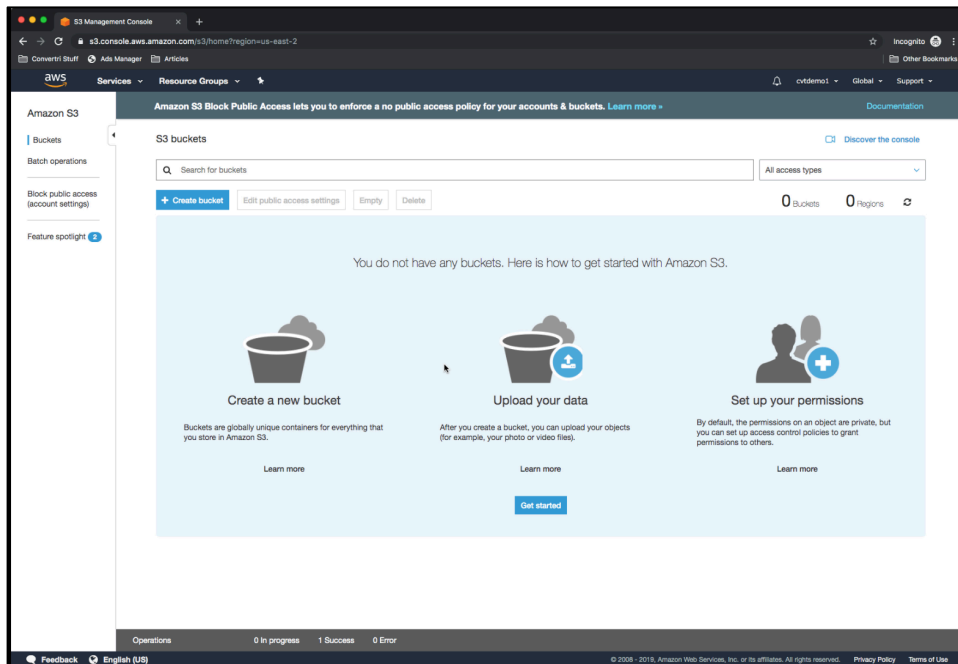 S3 Management Console
s3.console.aws.amazon.com/s3/home?region=us-east-2
Incognito
Convertri Stuff Ads Manager Articles
Other Bookmarks
aws Services Resource Groups cvtdemo1 Global Support
Amazon S3 Block Public Access lets you to enforce a no public access policy for your accounts & buckets. Learn more » Documentation
Amazon S3
Buckets
Batch operations
Block public access
(account settings)
Feature spotlight 2
S3 buckets
Discover the console
Search for buckets
All access types
+ Create bucket Edit public access settings Empty Delete
0 Buckets 0 Regions
You do not have any buckets. Here is how to get started with Amazon S3.
Create a new bucket
Buckets are globally unique containers for everything that
you store in Amazon S3.
Learn more
Upload your data
After you create a bucket, you can upload your objects
(for example, your photo or video files).
Learn more
Set up your permissions
By default, the permissions on an object are private, but
you can set up access control policies to grant
permissions to others.
Learn more
Get started
Operations 0 In progress 1 Success 0 Error
Feedback English (US)
© 2008 - 2019, Amazon Web Services, Inc. or its affiliates. All rights reserved. Privacy Policy Terms of Use